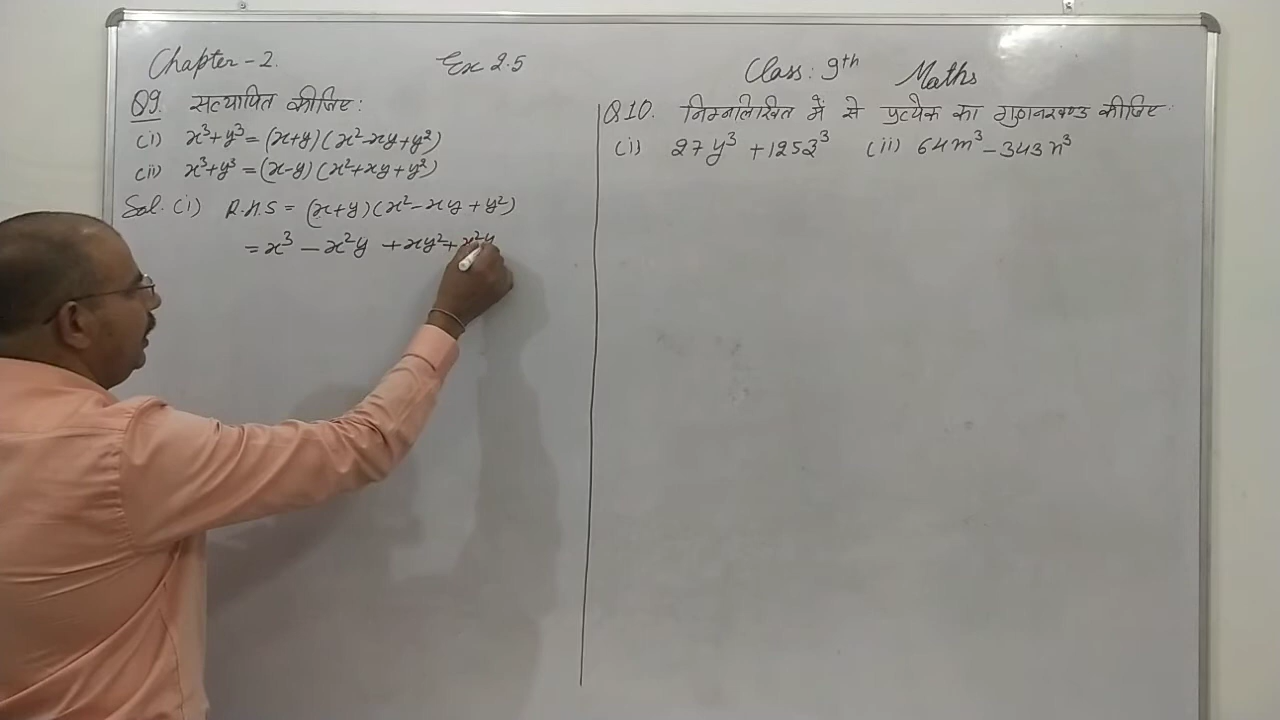 Chapter - 2. Ex 2.5 Class: 9th Maths
Q9. सत्यापित कीजिए:
(i) x³+y³=(x+y)(x²-xy+y²)
(ii) x³+y³=(x-y)(x²+xy+y²)
Sol. (i) R.H.S = (x+y)(x²-xy+y²)
=x³ - x²y +xy²+x²y
Q10. निम्नलिखित में से प्रत्येक का गुणनखण्ड कीजिए:
(i) 27y³ +125z³ (ii) 64m³-343n³